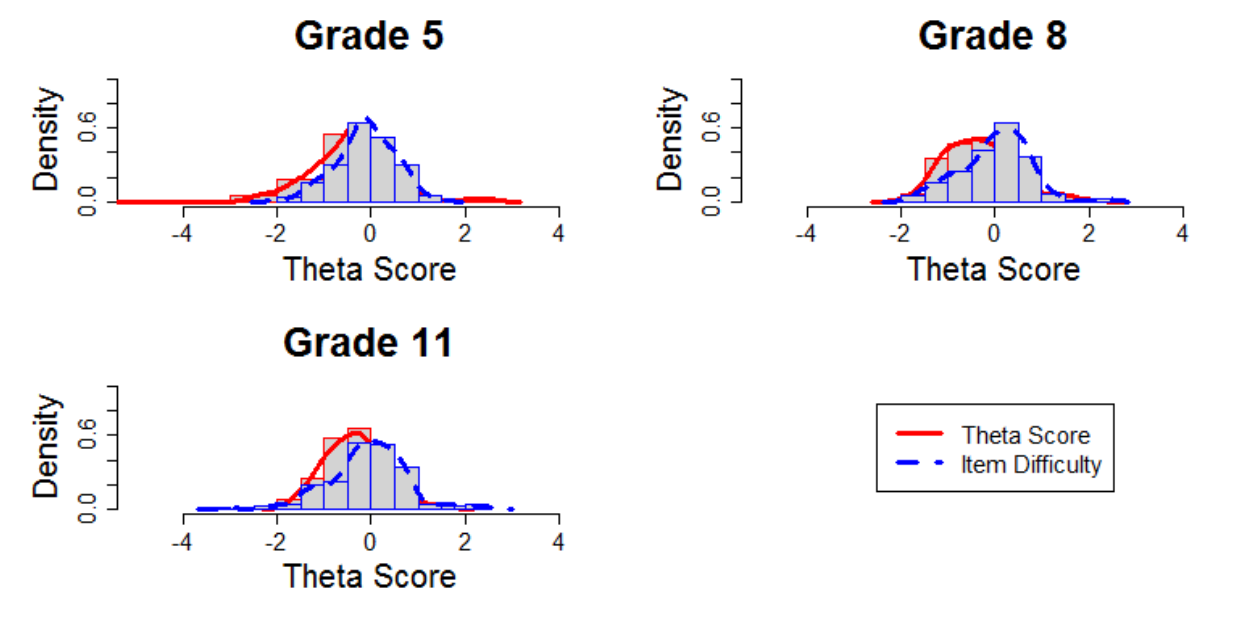 Grade 5
Density
0.0 0.6
-4 -2 0 2 4
Theta Score
Grade 8
Density
0.0 0.6
-4 -2 0 2 4
Theta Score
Grade 11
Density
0.0 0.6
-4 -2 0 2 4
Theta Score
Theta Score
Item Difficulty